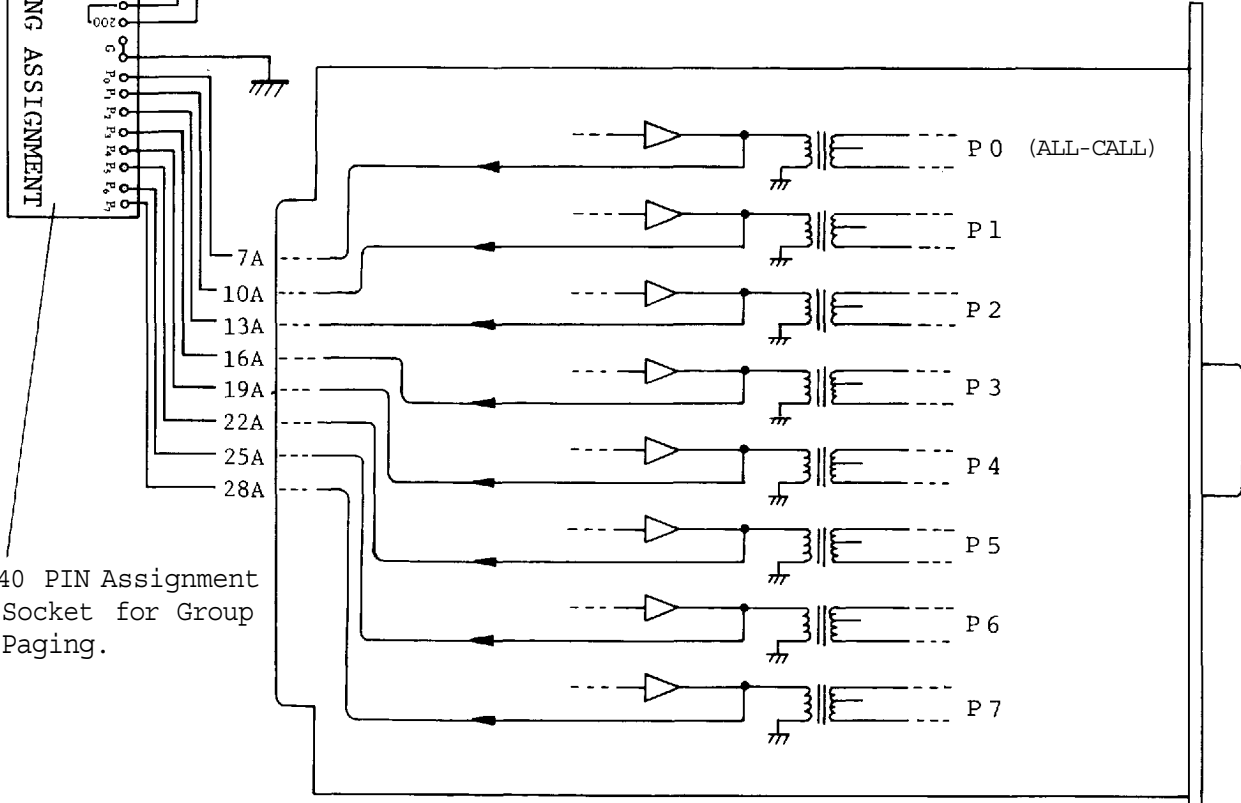 NG ASSIGNMENT
200
G
P0
P1
P2
P3
P4
P5
P6
P7
7A
10A
13A
16A
19A
22A
25A
28A
P 0 (ALL-CALL)
P 1
P 2
P 3
P 4
P 5
P 6
P 7
40 PIN Assignment
Socket for Group
Paging.